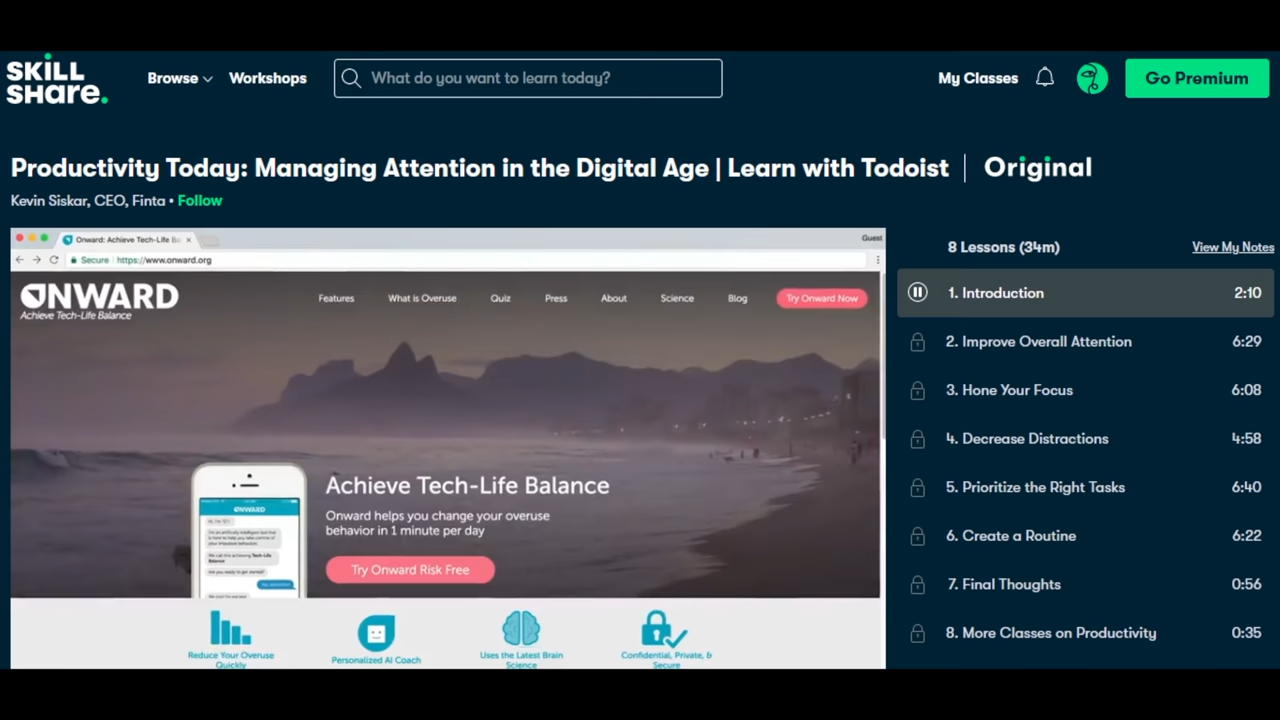 SKILL
SHARE.
Browse
Workshops
What do you want to learn today?
My Classes
Go Premium
Productivity Today: Managing Attention in the Digital Age | Learn with Todoist
Original
Kevin Siskar, CEO, Finta • Follow
Onward: Achieve Tech-Life Ba
Guest
Secure
https://www.onward.org
ONWARD
Achieve Tech-Life Balance
Features
What is Overuse
Quiz
Press
About
Science
Blog
Try Onward Now
ONWARD
Achieve Tech-Life Balance
Onward helps you change your overuse
behavior in 1 minute per day
Try Onward Risk Free
Reduce Your Overuse
Quickly
Personalized AI Coach
Uses the Latest Brain
Science
Confidential, Private, &
Secure
8 Lessons (34m)
View My Notes
1. Introduction 2:10
2. Improve Overall Attention 6:29
3. Hone Your Focus 6:08
4. Decrease Distractions 4:58
5. Prioritize the Right Tasks 6:40
6. Create a Routine 6:22
7. Final Thoughts 0:56
8. More Classes on Productivity 0:35